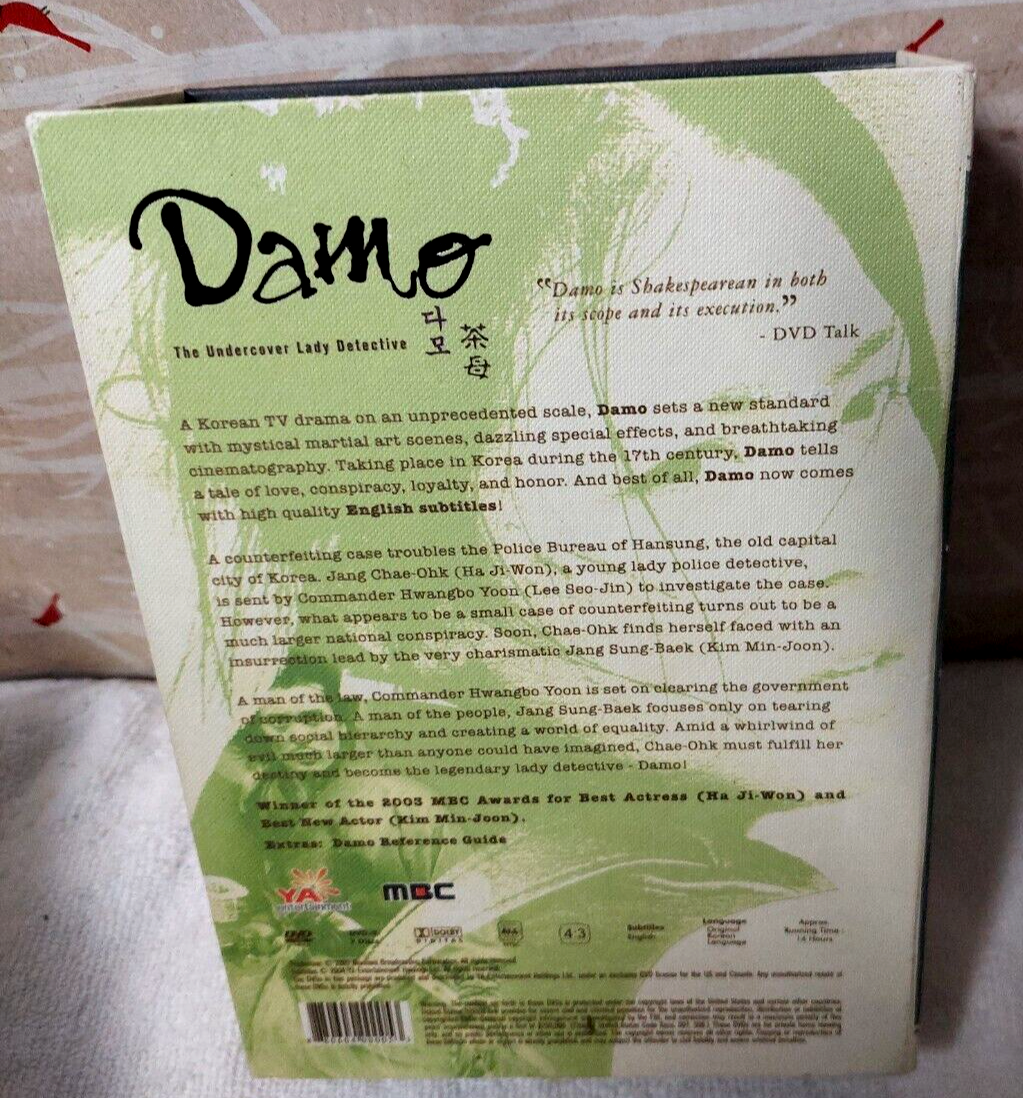 Damo
다모
茶母
The Undercover Lady Detective
“Damo is Shakespearean in both
its scope and its execution.”
- DVD Talk
A Korean TV drama on an unprecedented scale, Damo sets a new standard
with mystical martial art scenes, dazzling special effects, and breathtaking
cinematography. Taking place in Korea during the 17th century, Damo tells
a tale of love, conspiracy, loyalty, and honor. And best of all, Damo now comes
with high quality English subtitles!
A counterfeiting case troubles the Police Bureau of Hansung, the old capital
city of Korea. Jang Chae-Ohk (Ha Ji-Won), a young lady police detective,
is sent by Commander Hwangbo Yoon (Lee Seo-Jin) to investigate the case.
However, what appears to be a small case of counterfeiting turns out to be a
much larger national conspiracy. Soon, Chae-Ohk finds herself faced with an
insurrection lead by the very charismatic Jang Sung-Baek (Kim Min-Joon).
A man of the law, Commander Hwangbo Yoon is set on clearing the government
of corruption. A man of the people, Jang Sung-Baek focuses only on tearing
down social hierarchy and creating a world of equality. Amid a whirlwind of
evil much larger than anyone could have imagined, Chae-Ohk must fulfill her
destiny and become the legendary lady detective - Damo!
Winner of the 2003 MBC Awards for Best Actress (Ha Ji-Won) and
Best New Actor (Kim Min-Joon).
Extras: Damo Reference Guide
YA entertainment
MBC
DVD
DOLBY DIGITAL
4:3
Subtitles
English
Language
Original
Korean
Language
Approx.
Running Time:
14 Hours